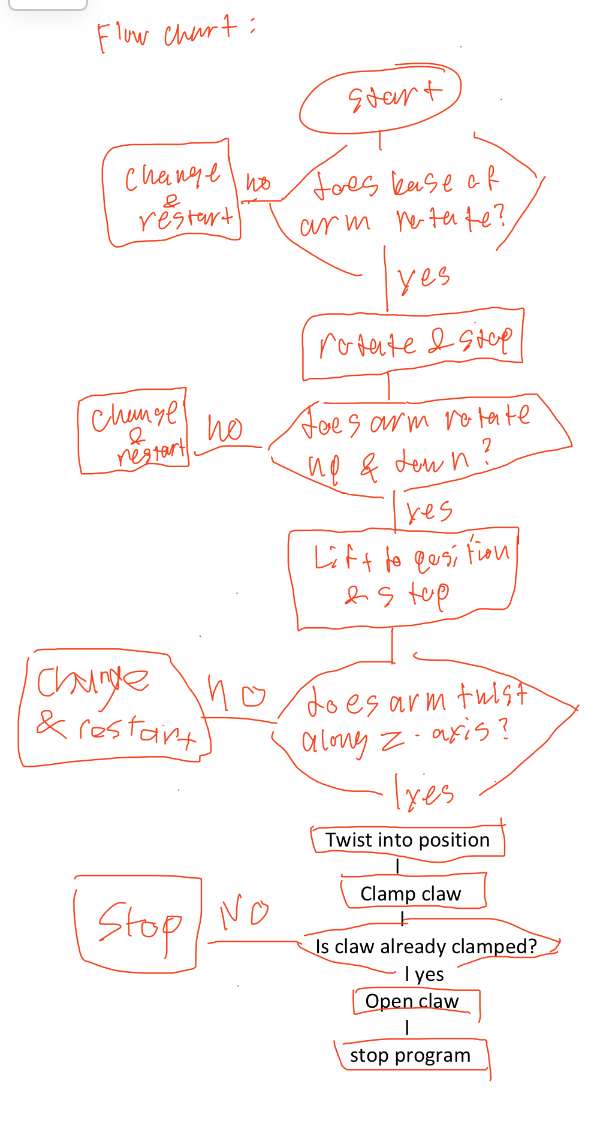 Flow chart:
start
change
&
restart
no
does base of
arm rotate?
yes
rotate & stop
change
&
restart
no
does arm rotate
up & down?
yes
Lift to position
& stop
Change
& restart
no
does arm twist
along z-axis?
yes
Twist into position
Clamp claw
Stop
NO
Is claw already clamped?
yes
Open claw
stop program